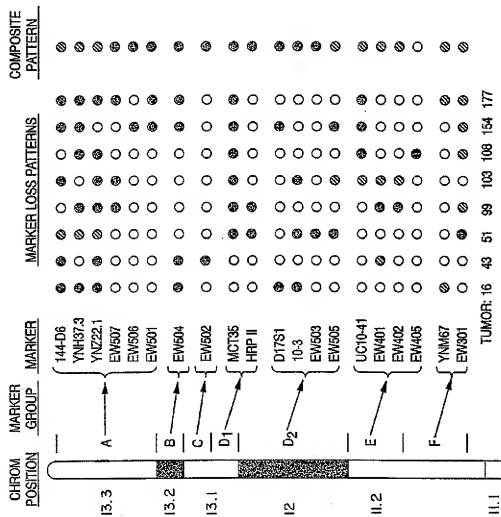 CHROM POSITION
MARKER GROUP
MARKER
MARKER LOSS PATTERNS
COMPOSITE PATTERN
13.3
13.2
13.1
12
11.2
11.1
A
B
C
D1
D2
E
F
144-D6
YNH37.3
YNZ22.1
EW507
EW506
EW501
EW504
EW502
MCT35
HRP II
D17S1
10-3
EW503
EW505
UC10-41
EW401
EW402
EW405
YNM67
EW301
TUMOR: 16 43 51 99 103 108 154 177